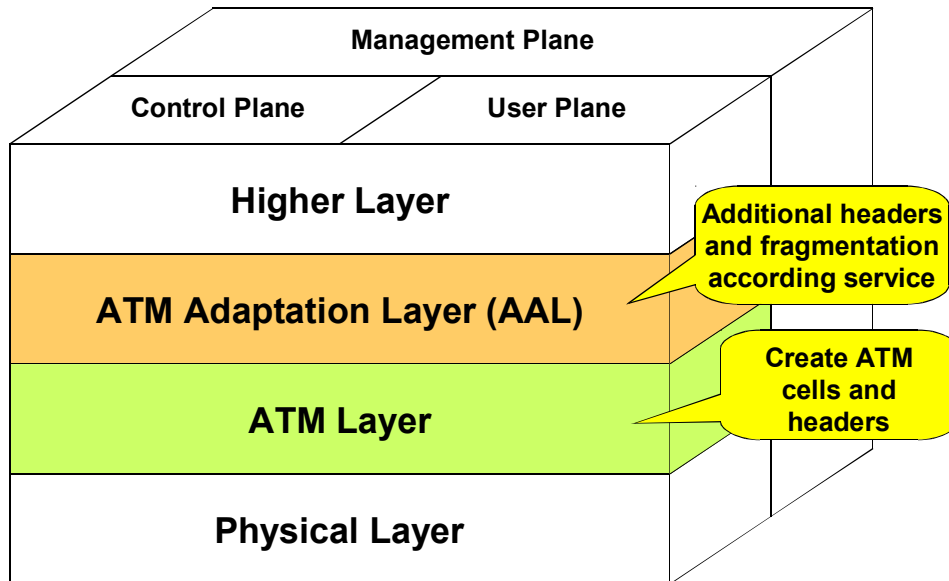 Management Plane
Control Plane
User Plane
Higher Layer
Additional headers
and fragmentation
according service
ATM Adaptation Layer (AAL)
Create ATM
cells and
headers
ATM Layer
Physical Layer